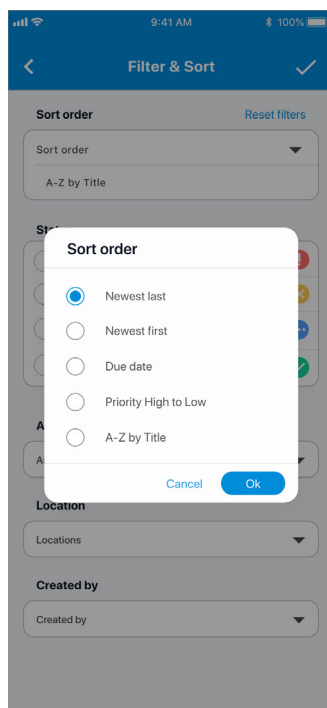 9:41 AM
100%
Filter & Sort
Sort order
Reset filters
Sort order
A-Z by Title
Sort order
Newest last
Newest first
Due date
Priority High to Low
A-Z by Title
Cancel
Ok
Location
Locations
Created by
Created by